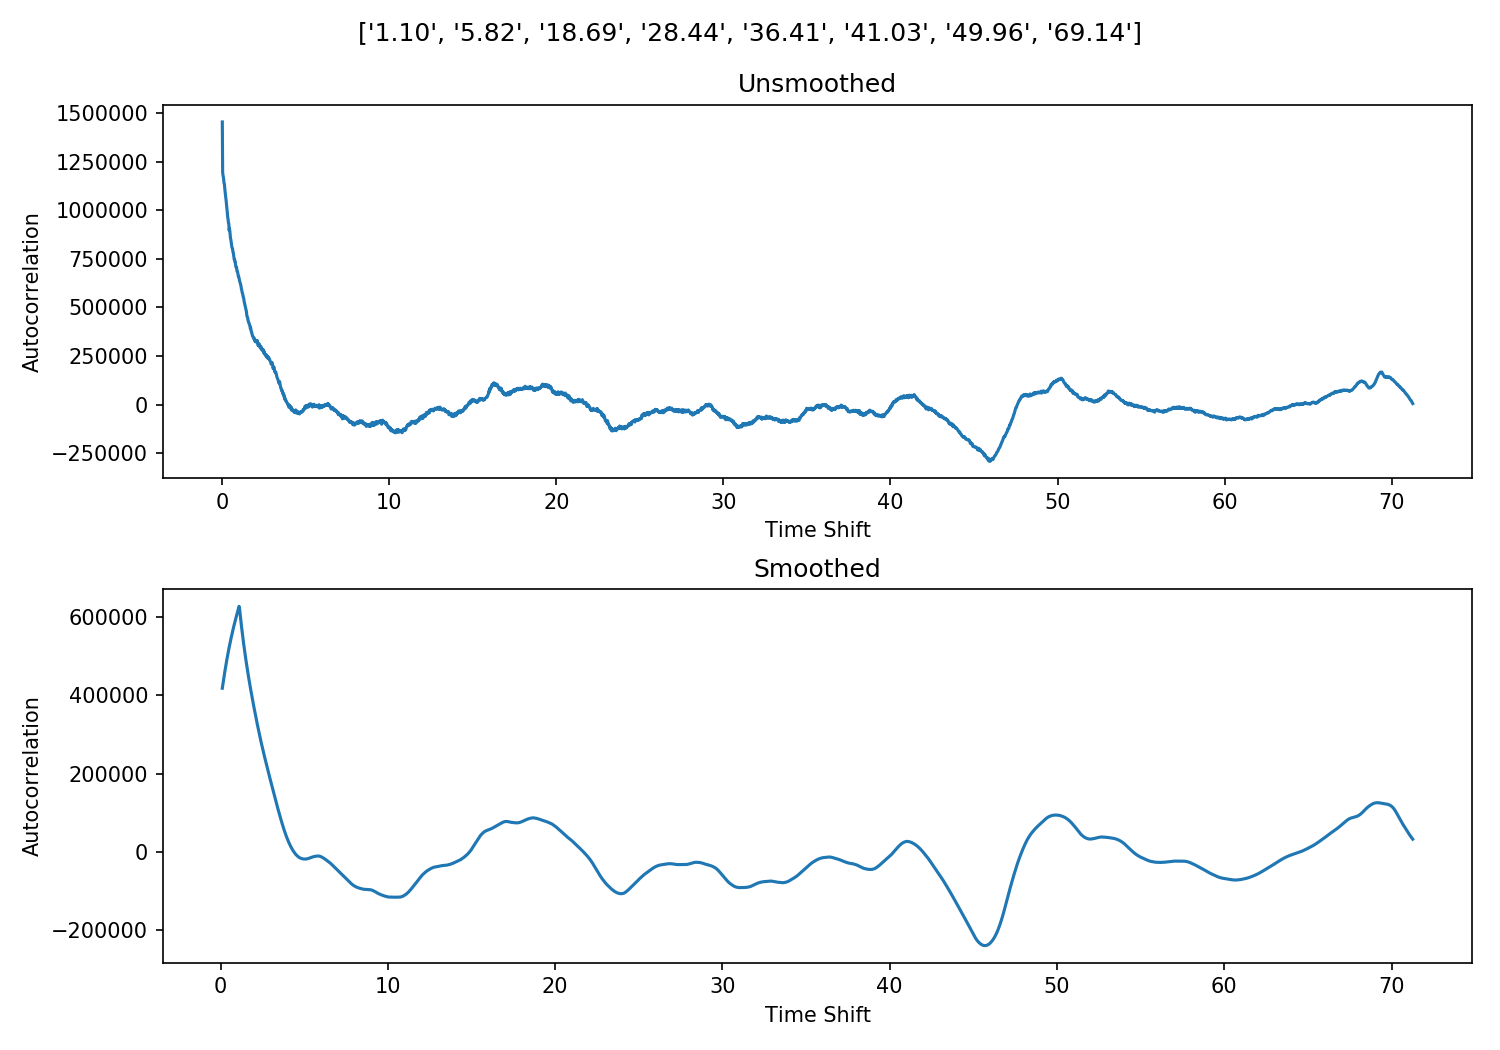 ['1.10', '5.82', '18.69', '28.44', '36.41', '41.03', '49.96', '69.14']
Unsmoothed
1500000
1250000
1000000
750000
500000
250000
0
−250000
Autocorrelation
0 10 20 30 40 50 60 70
Time Shift
Smoothed
600000
400000
200000
0
−200000
Autocorrelation
0 10 20 30 40 50 60 70
Time Shift